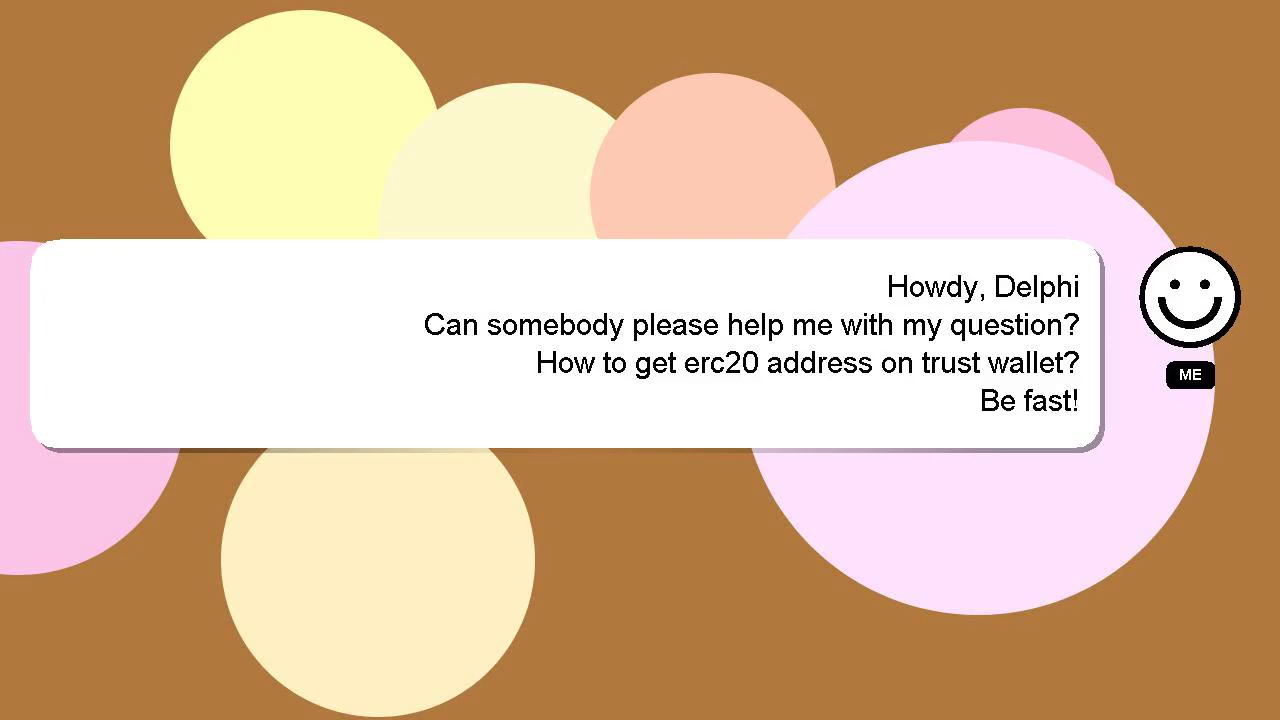 Howdy, Delphi
Can somebody please help me with my question?
How to get erc20 address on trust wallet?
Be fast!
ME